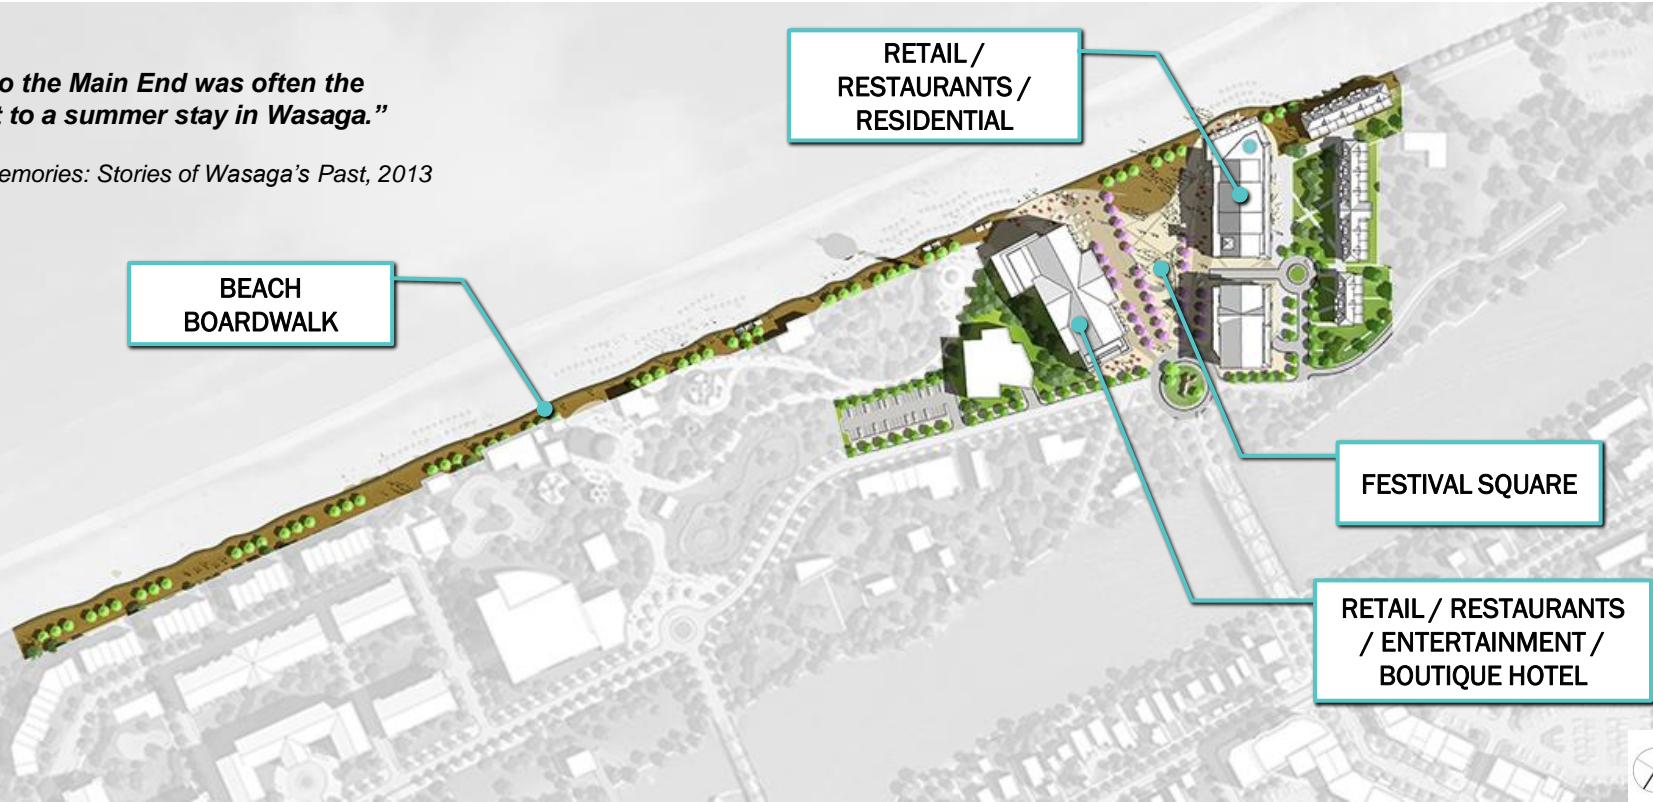 o the Main End was often the
to a summer stay in Wasaga.”
emories: Stories of Wasaga’s Past, 2013
RETAIL /
RESTAURANTS /
RESIDENTIAL
BEACH
BOARDWALK
FESTIVAL SQUARE
RETAIL / RESTAURANTS
/ ENTERTAINMENT /
BOUTIQUE HOTEL